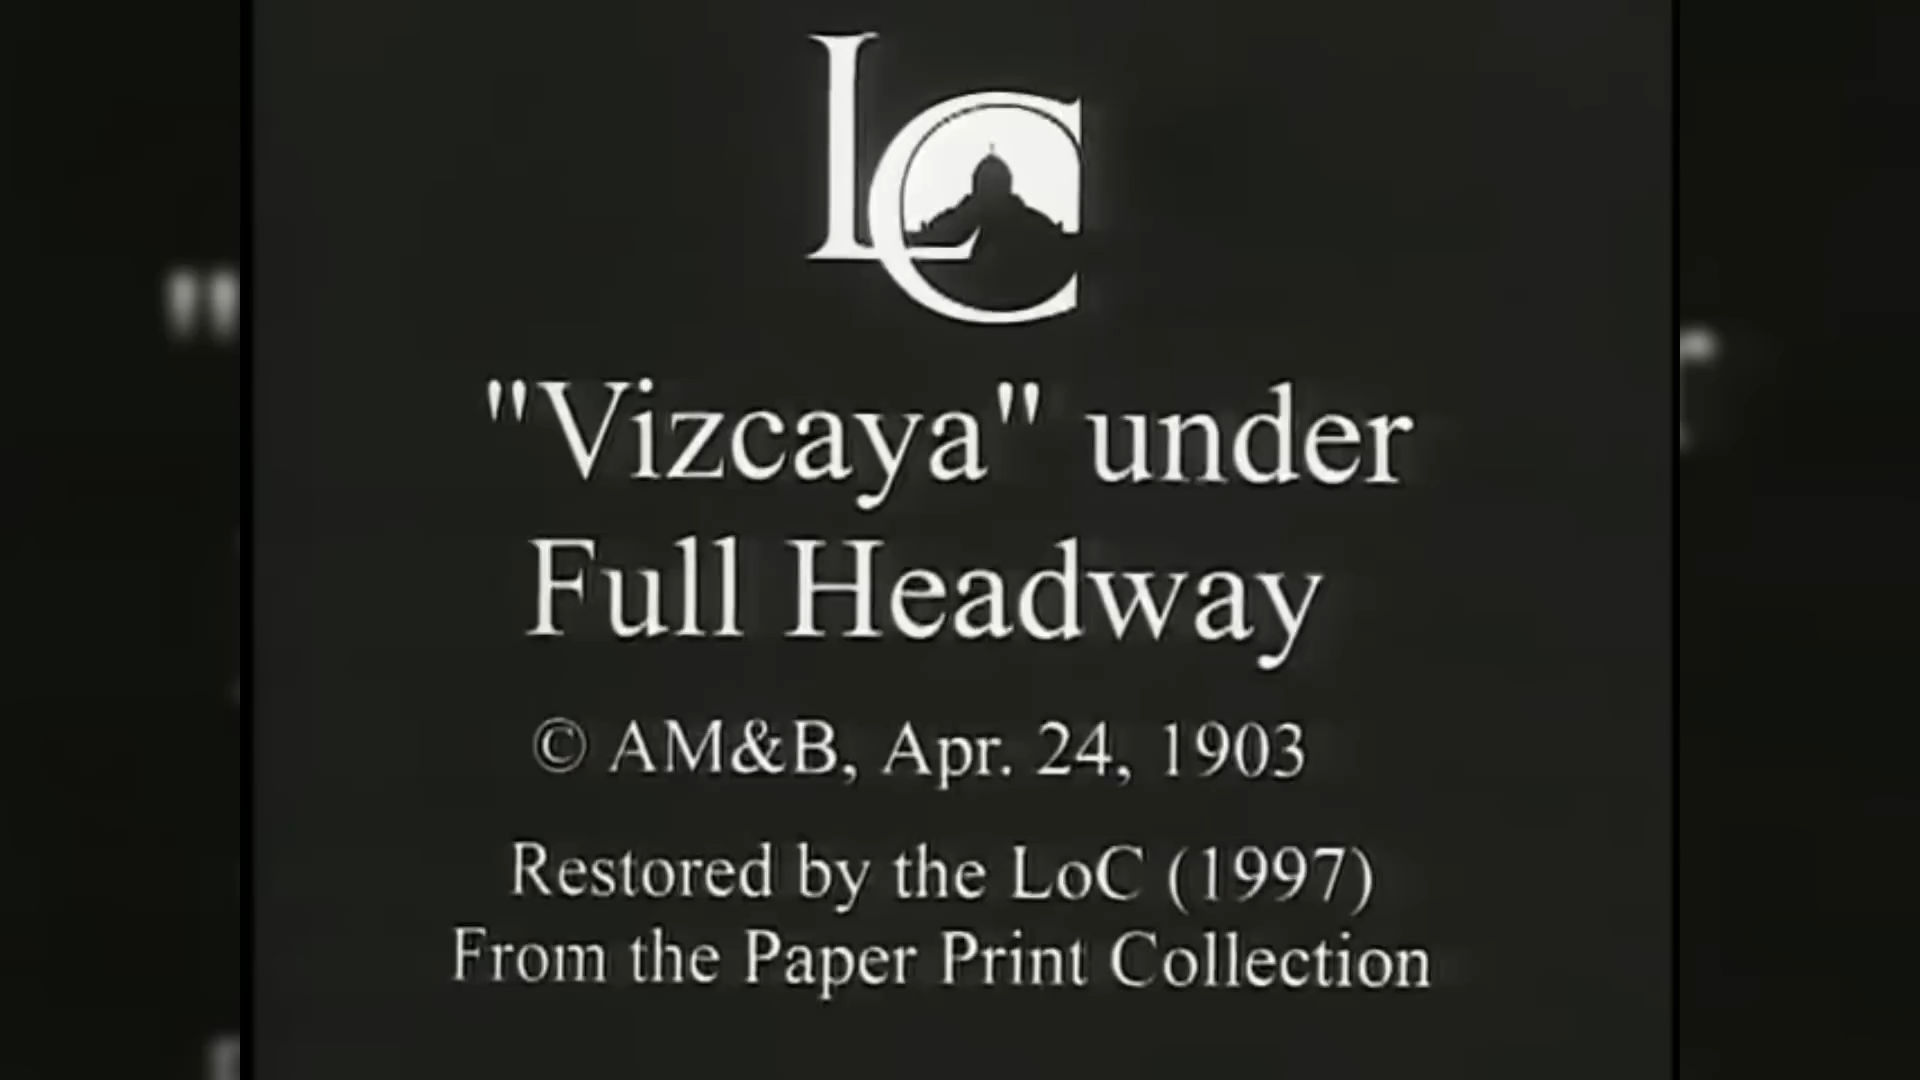 LC
"Vizcaya" under
Full Headway
© AM&B, Apr. 24, 1903
Restored by the LoC (1997)
From the Paper Print Collection